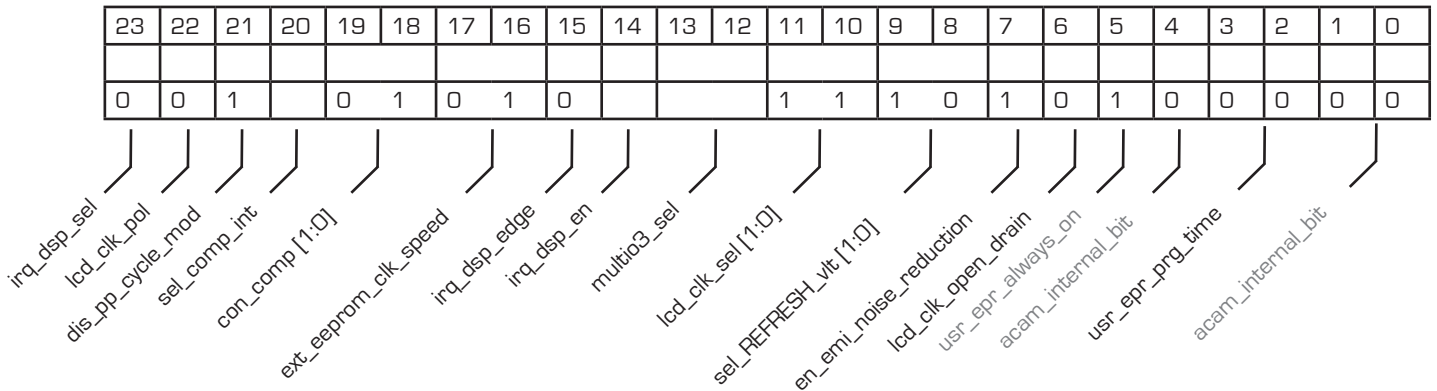 23 22 21 20 19 18 17 16 15 14 13 12 11 10 9 8 7 6 5 4 3 2 1 0
0 0 1 0 1 0 1 0 1 1 1 0 1 0 1 0 0 0 0 0
irq_dsp_sel
lcd_clk_pol
dis_pp_cycle_mod
sel_comp_int
con_comp [1:0]
ext_eeprom_clk_speed
irq_dsp_edge
irq_dsp_en
multio3_sel
lcd_clk_sel [1:0]
sel_REFRESH_vlt [1:0]
en_emi_noise_reduction
lcd_clk_open_drain
usr_epr_always_on
acam_internal_bit
usr_epr_prg_time
acam_internal_bit